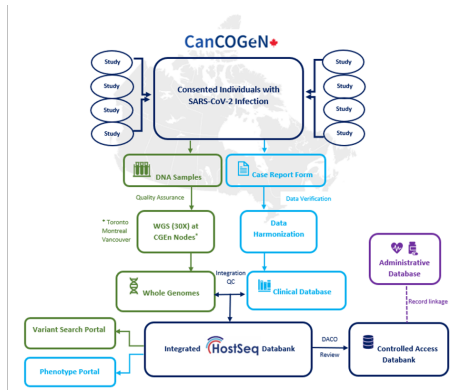 CanCOGeN
Study
Study
Study
Study
Consented Individuals with
SARS-CoV-2 Infection
Study
Study
Study
Study
DNA Samples
Case Report Form
Quality Assurance
Data Verification
* Toronto
Montreal
Vancouver
WGS (30X) at
CGEn Nodes*
Data
Harmonization
Administrative
Database
Integration
QC
Whole Genomes
Clinical Database
Record linkage
Variant Search Portal
Integrated HostSeq Databank
DACO
Review
Controlled Access
Databank
Phenotype Portal